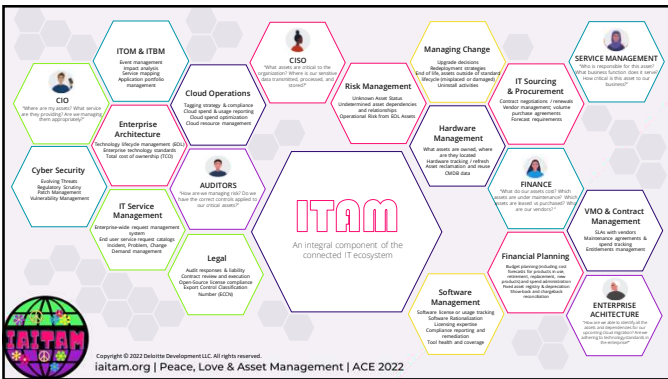 ITOM & ITBM
Event management
Impact analysis
Service mapping
Application portfolio
management
CIO
"Where are my assets? What service
are they providing? Are we managing
them appropriately?"
Cloud Operations
Tagging strategy & compliance
Cloud spend & usage reporting
Cloud spend optimization
Cloud resource management
Enterprise
Architecture
Technology lifecycle management (EOL)
Enterprise technology standards
Total cost of ownership (TCO)
Cyber Security
Evolving Threats
Regulatory Scrutiny
Patch Management
Vulnerability Management
AUDITORS
"How are we managing risk? Do we
have the correct controls applied to
our critical assets?"
IT Service
Management
Enterprise-wide request management
system
End user service request catalogs
Incident, Problem, Change
Demand management
Legal
Audit responses & liability
Contract review and execution
Open-Source license compliance
Export Control Classification
Number (ECCN)
CISO
"What assets are critical to the
organization? Where is our sensitive
data transmitted, processed, and
stored?"
Risk Management
Unknown Asset Status
Undetermined asset dependencies
and relationships
Operational Risk from EOL Assets
ITAM
An integral component of the
connected IT ecosystem
Managing Change
Upgrade decisions
Redeployment strategies
End of life, assets outside of standard
lifecycle (misplaced or damaged)
Uninstall activities
Hardware
Management
What assets are owned, where
are they located
Hardware tracking / refresh
Asset reclamation and reuse
CMDB data
IT Sourcing
& Procurement
Contract negotiations / renewals
Vendor management: volume
purchase agreements
Forecast requirements
SERVICE MANAGEMENT
"Who is responsible for this asset?
What business function does it serve?
How critical is this asset to our
business?"
FINANCE
"What do our assets cost? Which
assets are under maintenance? Which
assets are leased vs purchased? Who
are our vendors?"
VMO & Contract
Management
SLAs with vendors
Maintenance agreements &
spend tracking
Entitlements management
Financial Planning
Budget planning (including cost
forecasts for products in use,
retirement, replacement, new
products) and spend administration
Fixed asset registry & depreciation
Show-back and chargeback
reconciliation
Software
Management
Software license or usage tracking
Software Rationalization
Licensing expertise
Compliance reporting and
remediation
Tool health and coverage
ENTERPRISE
ACHITECTURE
"How are we able to identify all the
assets and dependencies for our
upcoming cloud migration? Are we
adhering to technology standards in
the enterprise?"
IAITAM
Copyright © 2022 Deloitte Development LLC. All rights reserved.
iaitam.org | Peace, Love & Asset Management | ACE 2022